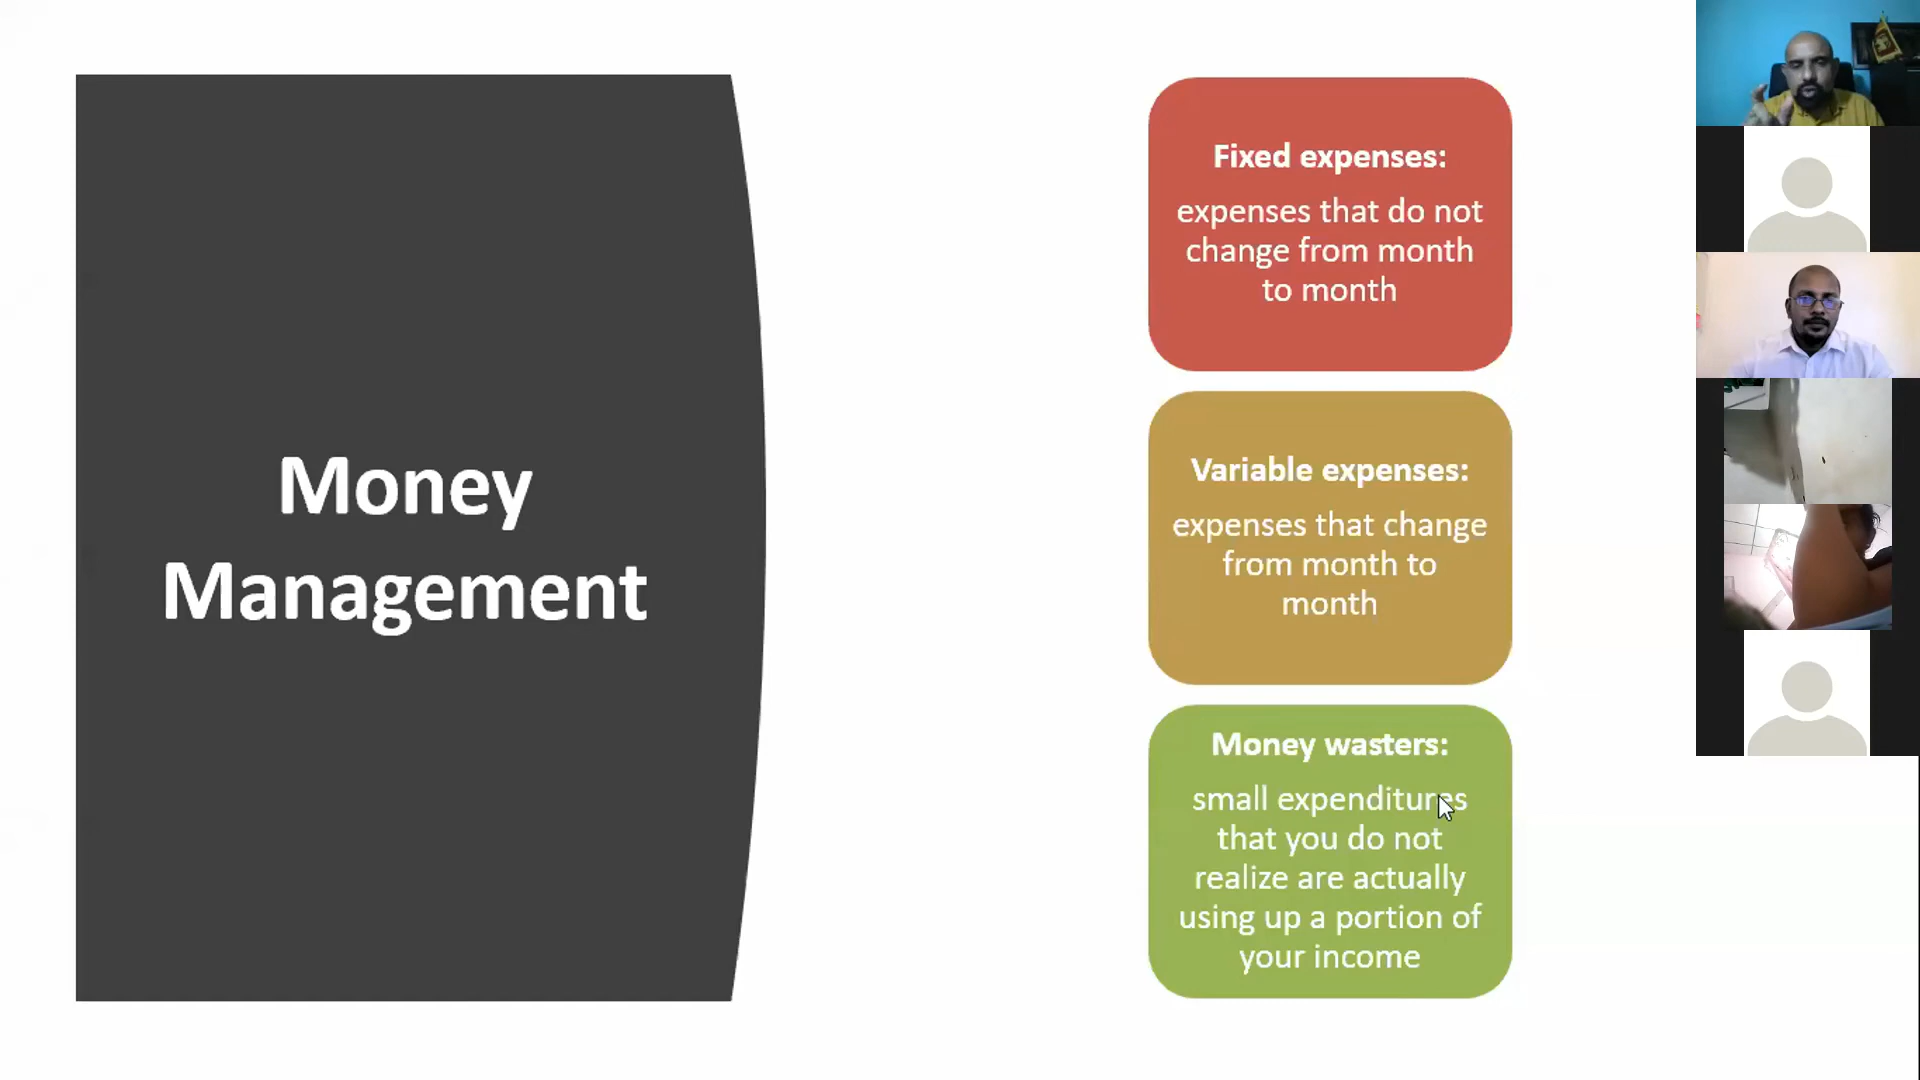 Money
Management
Fixed expenses:
expenses that do not
change from month
to month
Variable expenses:
expenses that change
from month to
month
Money wasters:
small expenditures
that you do not
realize are actually
using up a portion of
your income